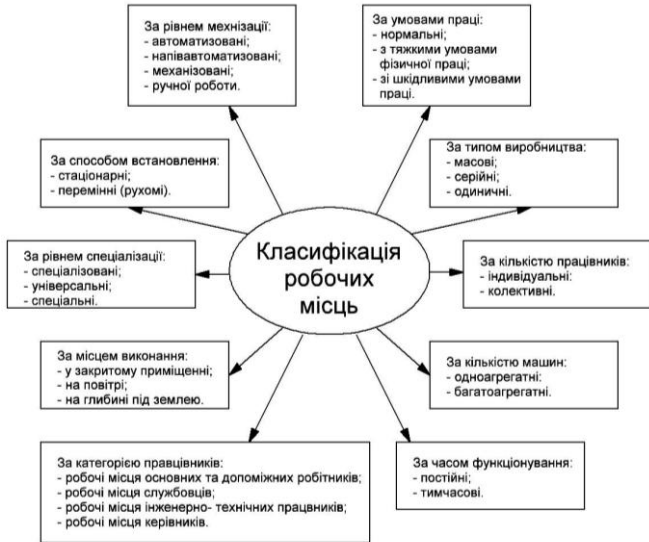 За рівнем мехнізації:
- автоматизовані;
- напівавтоматизовані;
- механізовані;
- ручної роботи.
За умовами праці:
- нормальні;
- з тяжкими умовами
фізичної праці;
- зі шкідливими умовами
праці.
За способом встановлення:
- стаціонарні;
- перемінні (рухомі).
За типом виробництва:
- масові;
- серійні;
- одиничні.
Класифікація
робочих
місць
За рівнем спеціалізації:
- спеціалізовані;
- універсальні;
- спеціальні.
За кількістю працівників:
- індивідуальні:
- колективні.
За місцем виконання:
- у закритому приміщенні;
- на повітрі;
- на глибині під землею.
За кількістю машин:
- одноагрегатні:
- багатоагрегатні.
За категорією правцівників:
- робочі місця основних та допоміжних робітників;
- робочі місця службовців;
- робочі місця інженерно- технічних працвників;
- робочі місця керівників.
За часом функціонування:
- постійні;
- тимчасові.